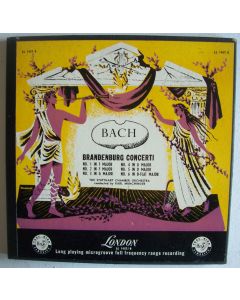 BACH
BRANDENBURG CONCERTI
NO. 1 IN F MAJOR NO. 4 IN G MAJOR
NO. 2 IN F MAJOR NO. 5 IN D MAJOR
NO. 3 IN G MAJOR NO. 6 IN B-FLAT MAJOR
THE STUTTGART CHAMBER ORCHESTRA
conducted by KARL MUNCHINGER
LONDON
Long playing microgroove full frequency range recording